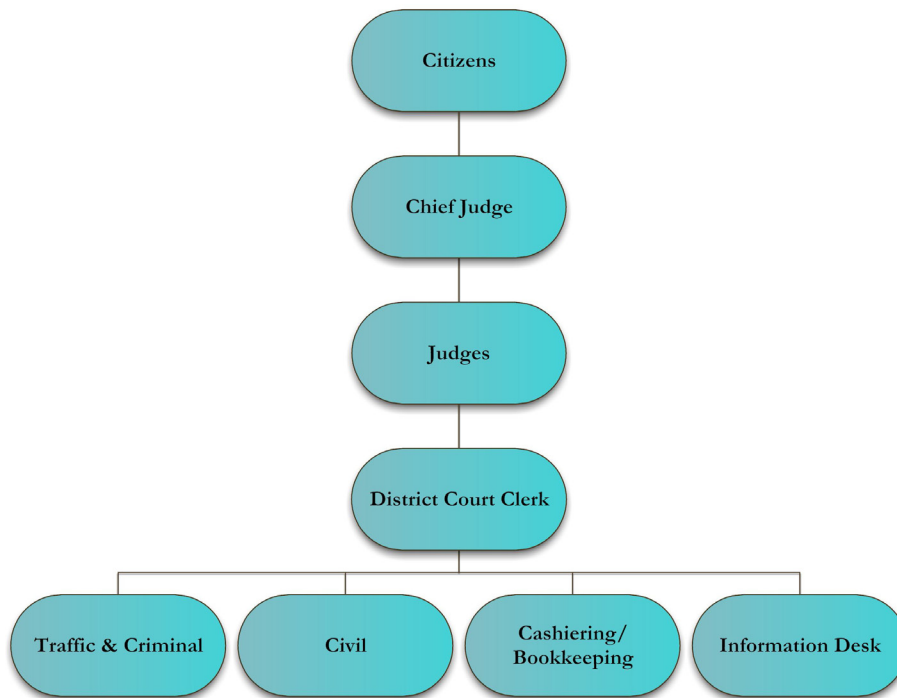 Citizens
Chief Judge
Judges
District Court Clerk
Traffic & Criminal
Civil
Cashiering/
Bookkeeping
Information Desk